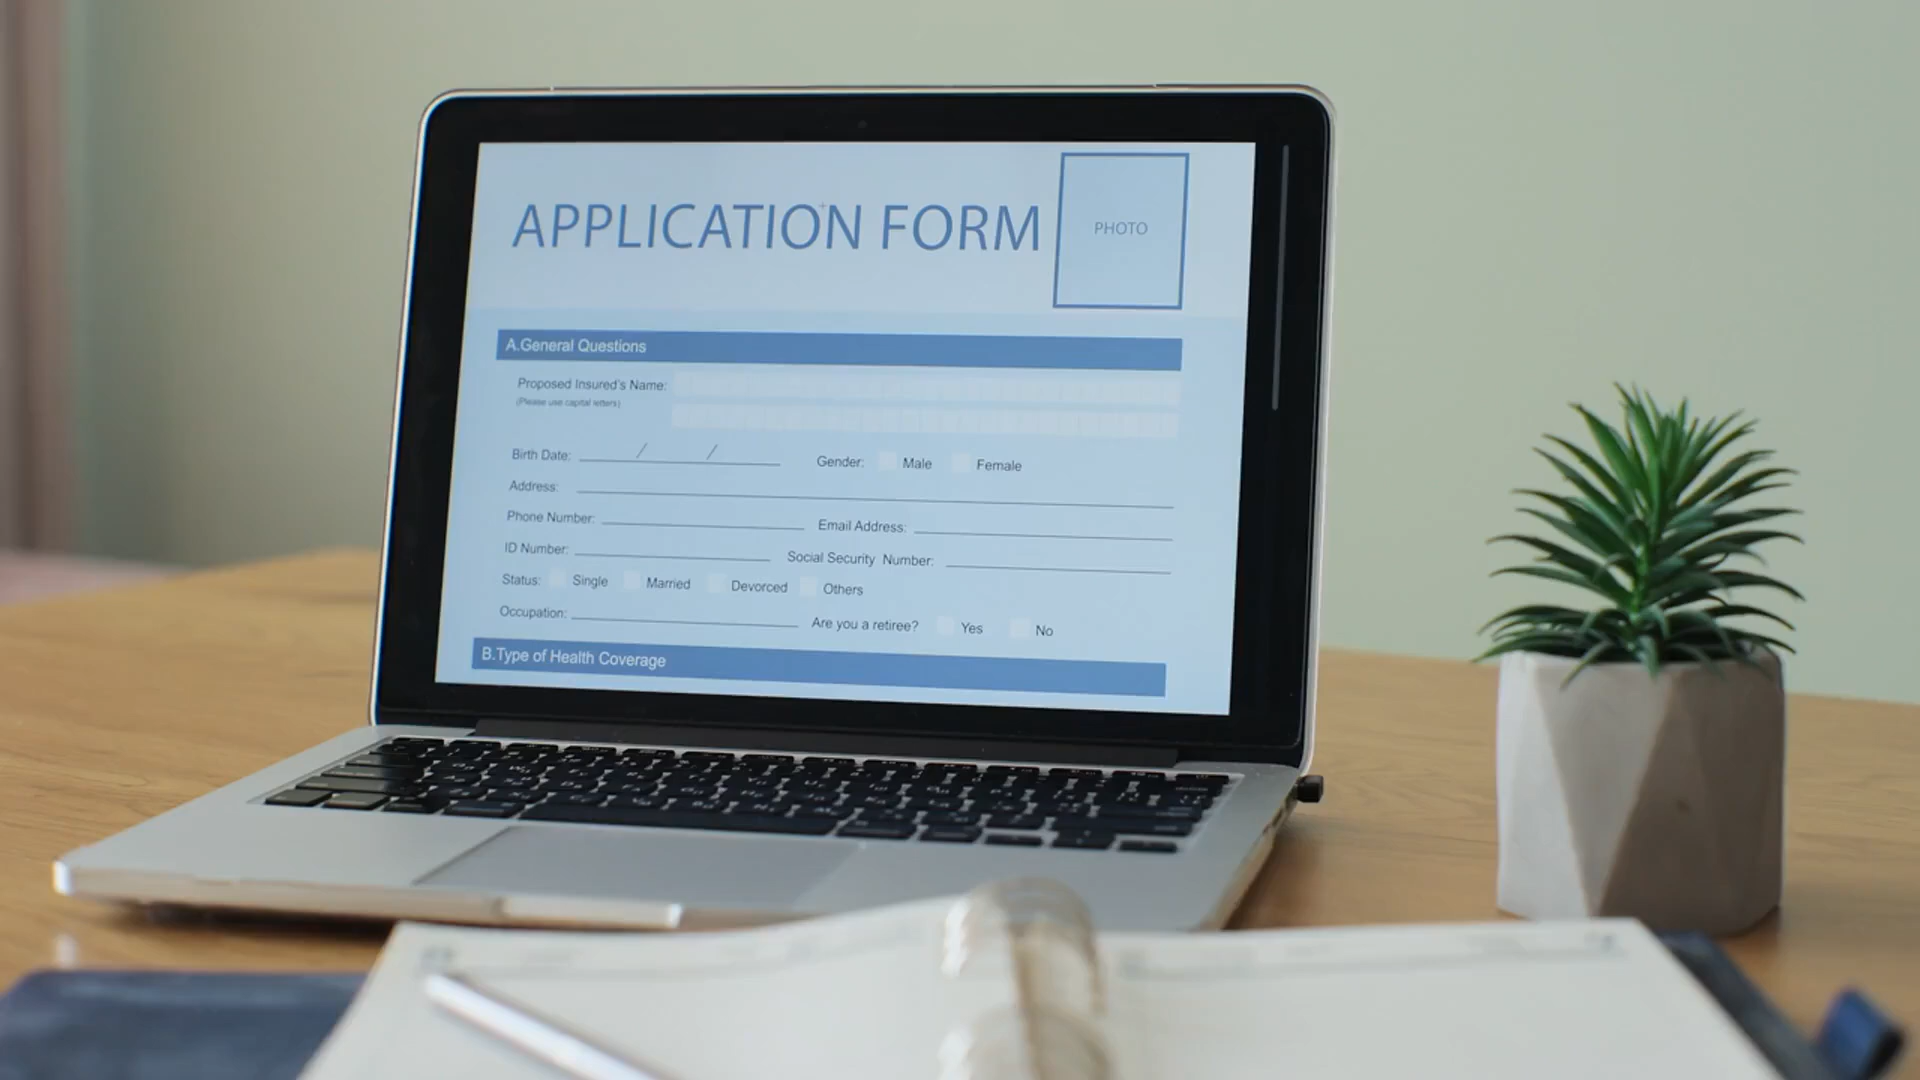 APPLICATION FORM
PHOTO
A.General Questions
Proposed Insured's Name:
(Please use capital letters)
Birth Date: / / Gender: Male Female
Address:
Phone Number: Email Address:
ID Number: Social Security Number:
Status: Single Married Devorced Others
Occupation: Are you a retiree? Yes No
B.Type of Health Coverage